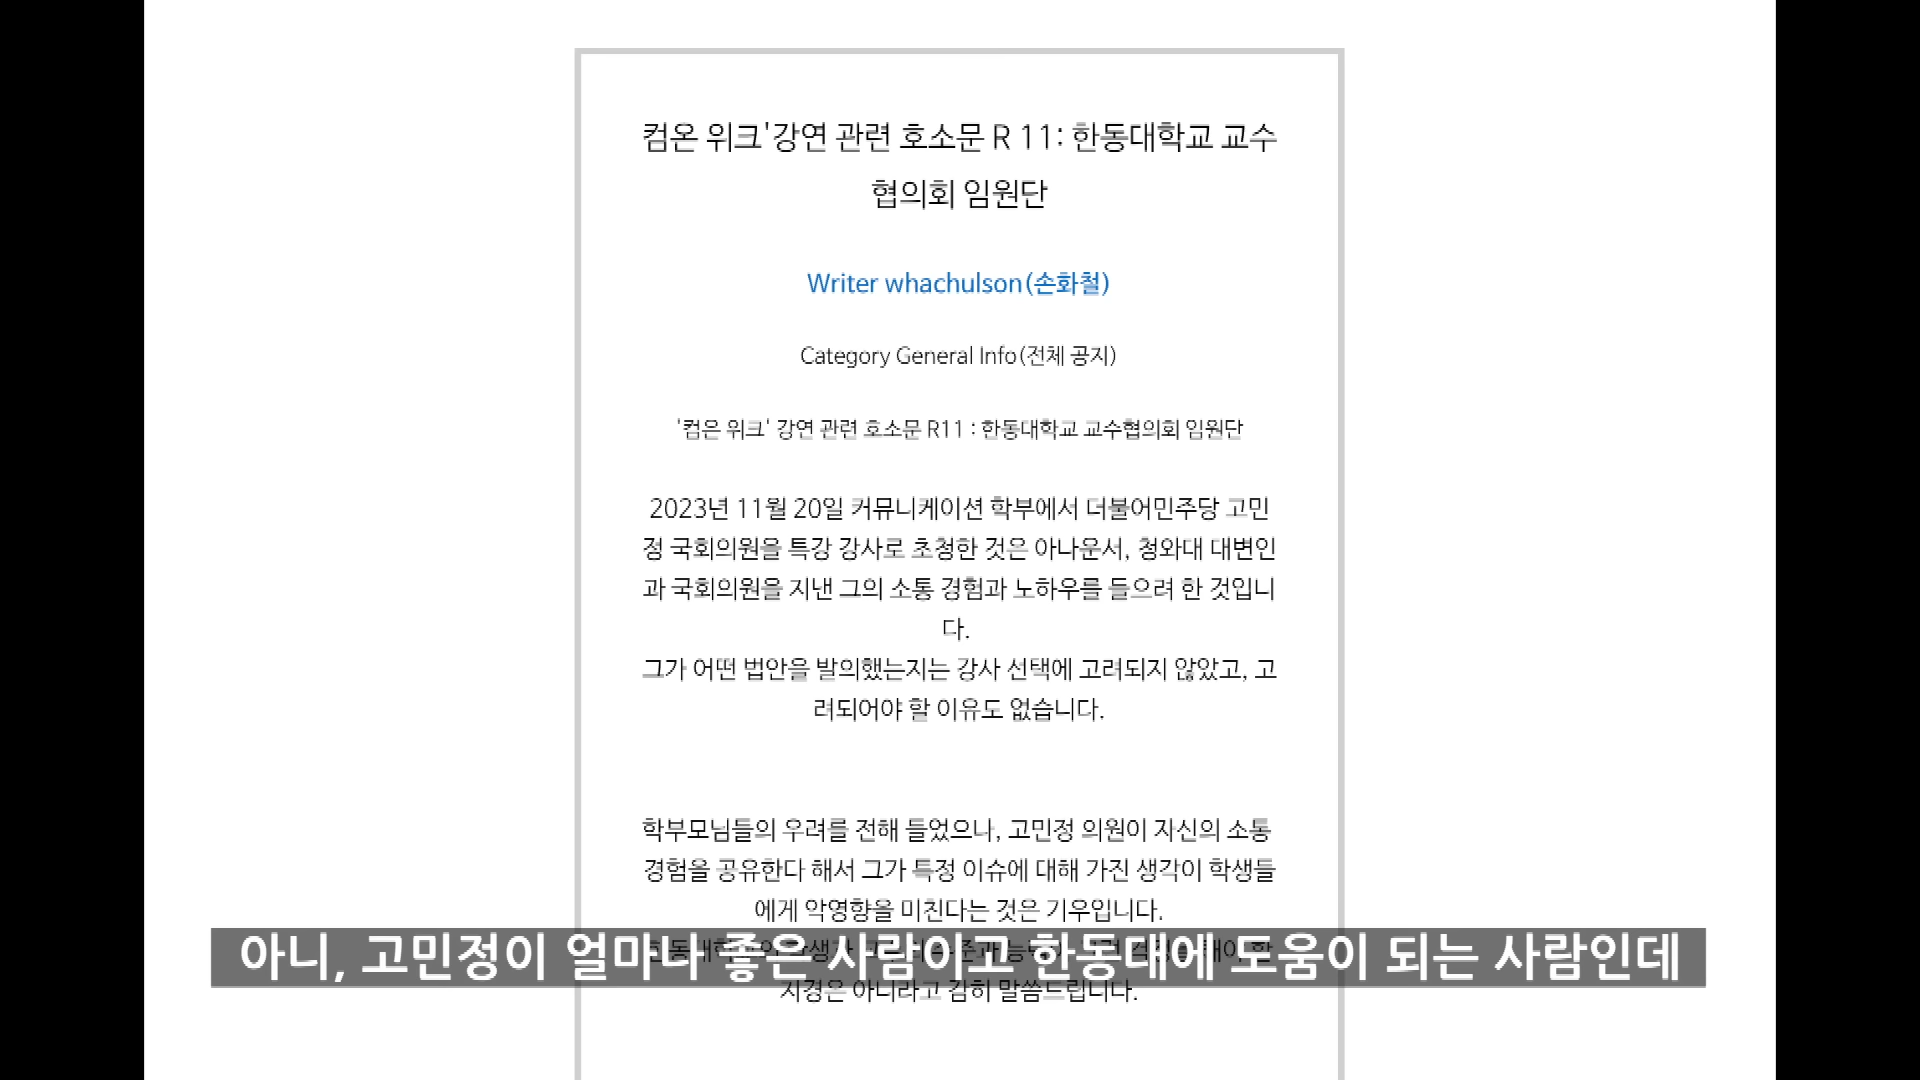 컴온 위크'강연 관련 호소문 R 11: 한동대학교 교수
협의회 임원단
Writer whachulson(손화철)
Category General Info(전체 공지)
'컴은 위크' 강연 관련 호소문 R11 : 한동대학교 교수협의회 임원단
2023년 11월 20일 커뮤니케이션 학부에서 더불어민주당 고민
정 국회의원을 특강 강사로 초청한 것은 아나운서, 청와대 대변인
과 국회의원을 지낸 그의 소통 경험과 노하우를 들으려 한 것입니
다.
그가 어떤 법안을 발의했는지는 강사 선택에 고려되지 않았고, 고
려되어야 할 이유도 없습니다.
학부모님들의 우려를 전해 들었으나, 고민정 의원이 자신의 소통
경험을 공유한다 해서 그가 특정 이슈에 대해 가진 생각이 학생들
에게 악영향을 미친다는 것은 기우입니다.
아니, 고민정이 얼마나 좋은 사람이고 한동대에 도움이 되는 사람인데
지경은 아니라고 감히 말씀드립니다.